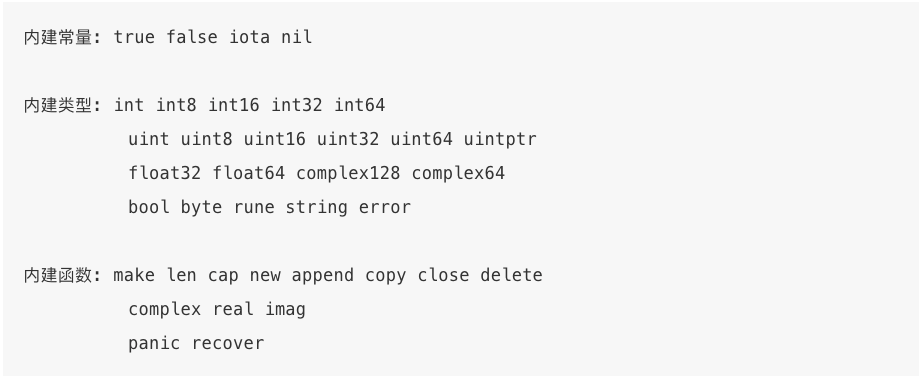 内建常量: true false iota nil
内建类型: int int8 int16 int32 int64
uint uint8 uint16 uint32 uint64 uintptr
float32 float64 complex128 complex64
bool byte rune string error
内建函数: make len cap new append copy close delete
complex real imag
panic recover